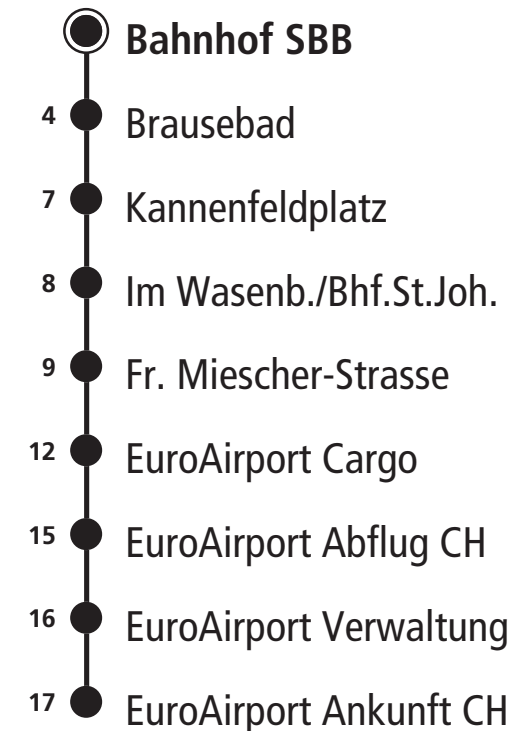 Bahnhof SBB
4 Brausebad
7 Kannenfeldplatz
8 Im Wasenb./Bhf.St.Joh.
9 Fr. Miescher-Strasse
12 EuroAirport Cargo
15 EuroAirport Abflug CH
16 EuroAirport Verwaltung
17 EuroAirport Ankunft CH